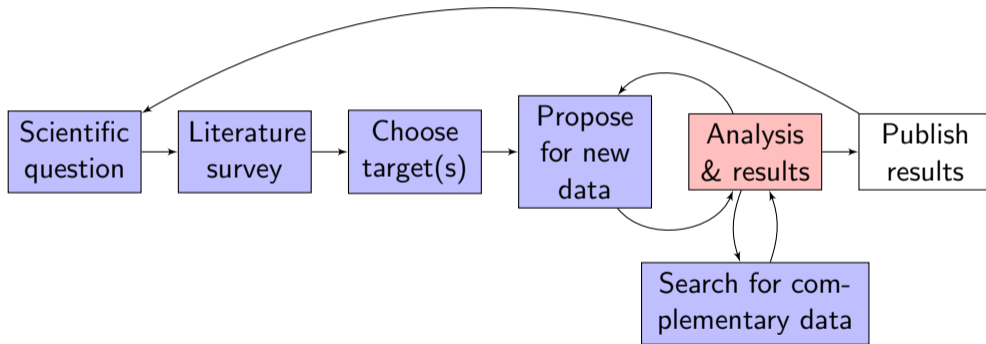 Scientific
question
Literature
survey
Choose
target(s)
Propose
for new
data
Analysis
& results
Publish
results
Search for com-
plementary data